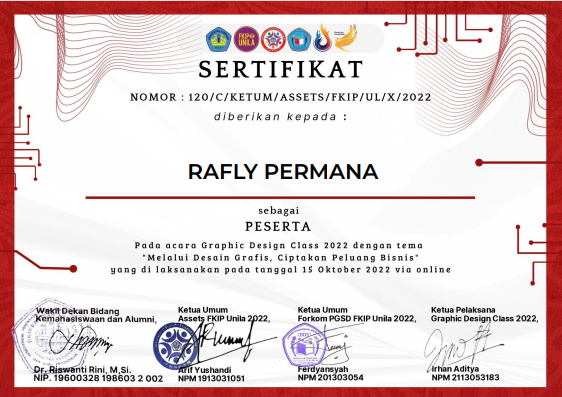 FKIP
UNILA
SERTIFIKAT
NOMOR : 120/C/KETUM/ASSETS/FKIP/UL/X/2022
diberikan kepada :
RAFLY PERMANA
sebagai
PESERTA
Pada acara Graphic Design Class 2022 dengan tema
"Melalui Desain Grafis, Ciptakan Peluang Bisnis"
yang di laksanakan pada tanggal 15 Oktober 2022 via online
Wakil Dekan Bidang
Kemahasiswaan dan Alumni,
Dr. Riswanti Rini, M,Si.
NIP. 19600328 198603 2 002
Ketua Umum
Assets FKIP Unila 2022,
Arif Yushandi
NPM 1913031051
Ketua Umum
Forkom PGSD FKIP Unila 2022,
Ferdyansyah
NPM 201303054
Ketua Pelaksana
Graphic Design Class 2022,
Irhan Aditya
NPM 2113053183